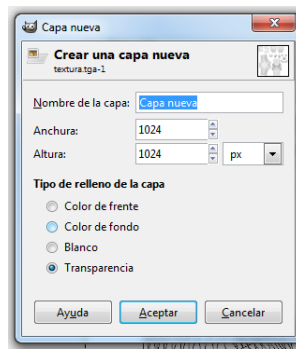 Capa nueva
Crear una capa nueva
textura.tga-1
Nombre de la capa: Capa nueva
Anchura: 1024
Altura: 1024 px
Tipo de relleno de la capa
Color de frente
Color de fondo
Blanco
Transparencia
Ayuda Aceptar Cancelar